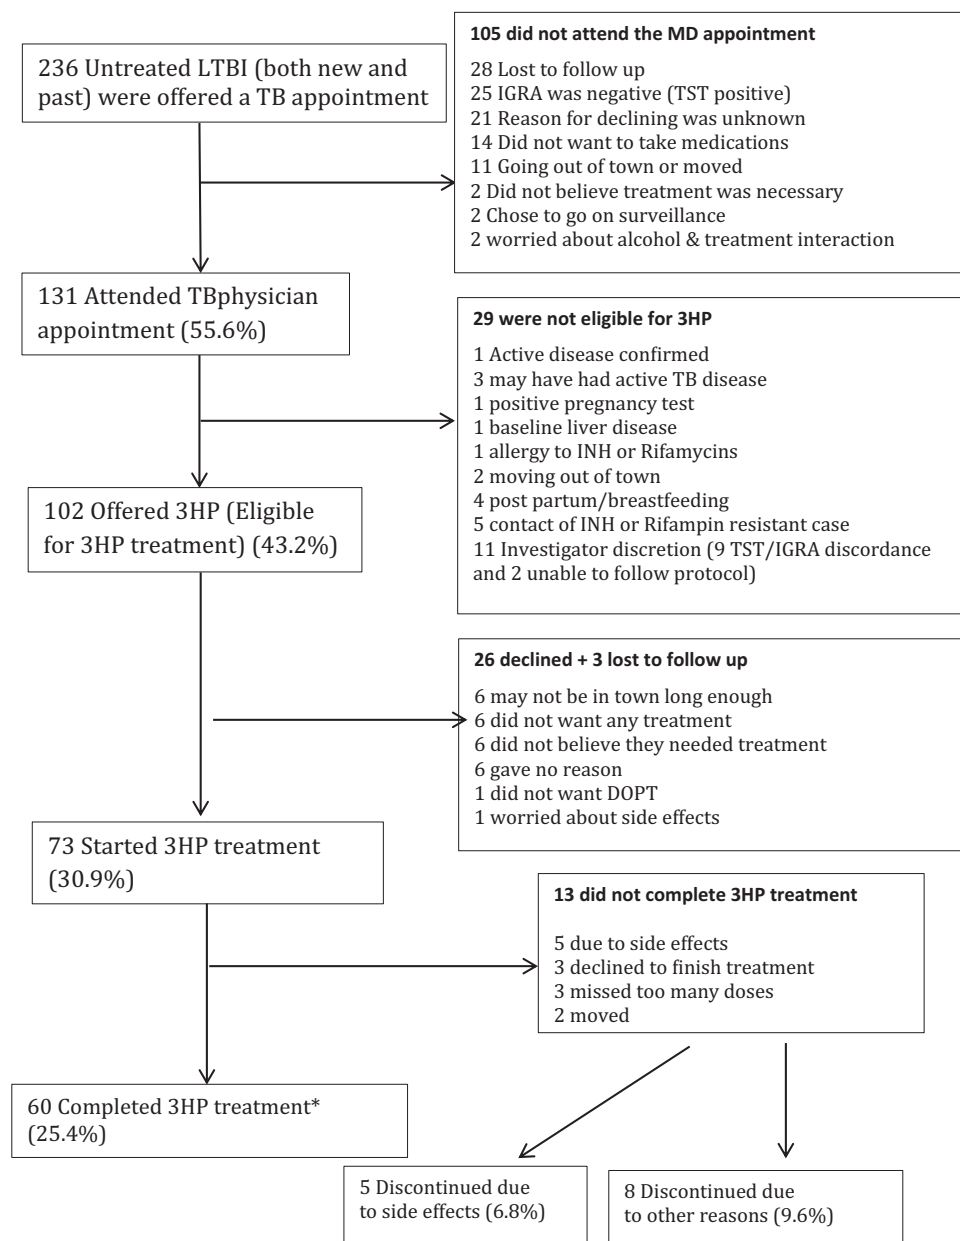 236 Untreated LTBI (both new and
past) were offered a TB appointment
105 did not attend the MD appointment
28 Lost to follow up
25 IGRA was negative (TST positive)
21 Reason for declining was unknown
14 Did not want to take medications
11 Going out of town or moved
2 Did not believe treatment was necessary
2 Chose to go on surveillance
2 worried about alcohol & treatment interaction
131 Attended TBphysician
appointment (55.6%)
29 were not eligible for 3HP
1 Active disease confirmed
3 may have had active TB disease
1 positive pregnancy test
1 baseline liver disease
1 allergy to INH or Rifamycins
2 moving out of town
4 post partum/breastfeeding
5 contact of INH or Rifampin resistant case
11 Investigator discretion (9 TST/IGRA discordance
and 2 unable to follow protocol)
102 Offered 3HP (Eligible
for 3HP treatment) (43.2%)
26 declined + 3 lost to follow up
6 may not be in town long enough
6 did not want any treatment
6 did not believe they needed treatment
6 gave no reason
1 did not want DOPT
1 worried about side effects
73 Started 3HP treatment
(30.9%)
13 did not complete 3HP treatment
5 due to side effects
3 declined to finish treatment
3 missed too many doses
2 moved
60 Completed 3HP treatment*
(25.4%)
5 Discontinued due
to side effects (6.8%)
8 Discontinued due
to other reasons (9.6%)